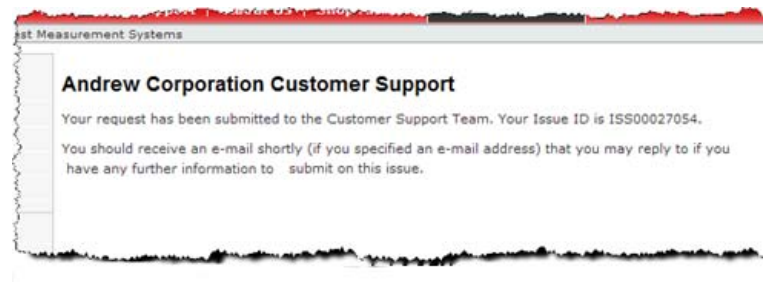 Measurement Systems
Andrew Corporation Customer Support
Your request has been submitted to the Customer Support Team. Your Issue ID is ISS00027054.
You should receive an e-mail shortly (if you specified an e-mail address) that you may reply to if you
have any further information to submit on this issue.